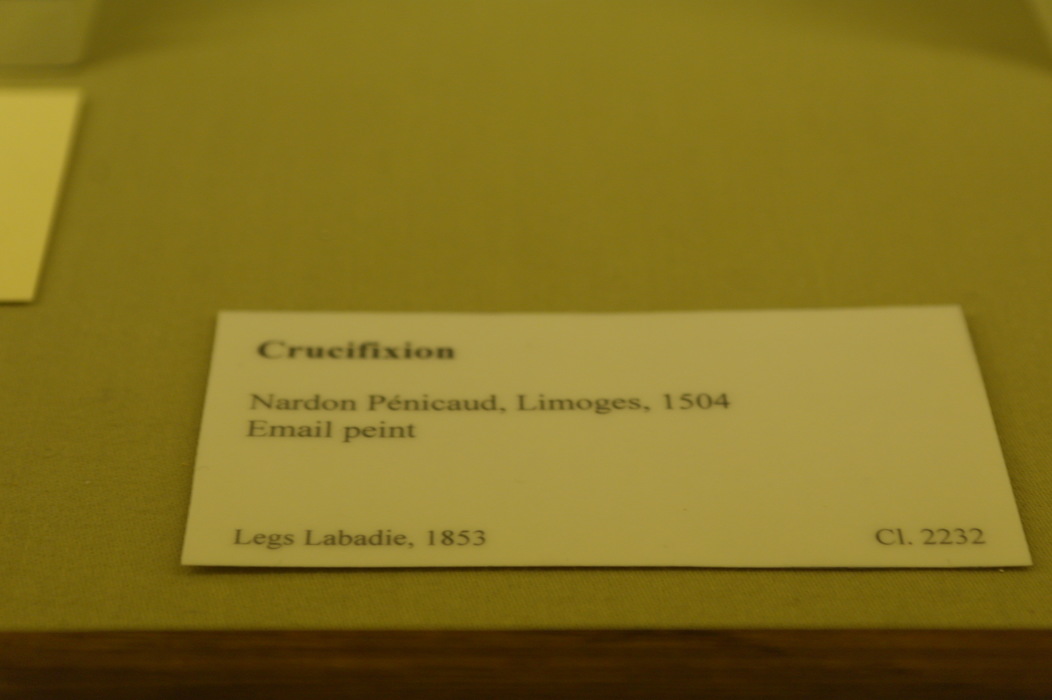 Crucifixion
Nardon Pénicaud, Limoges, 1504
Email peint
Legs Labadie, 1853
Cl. 2232